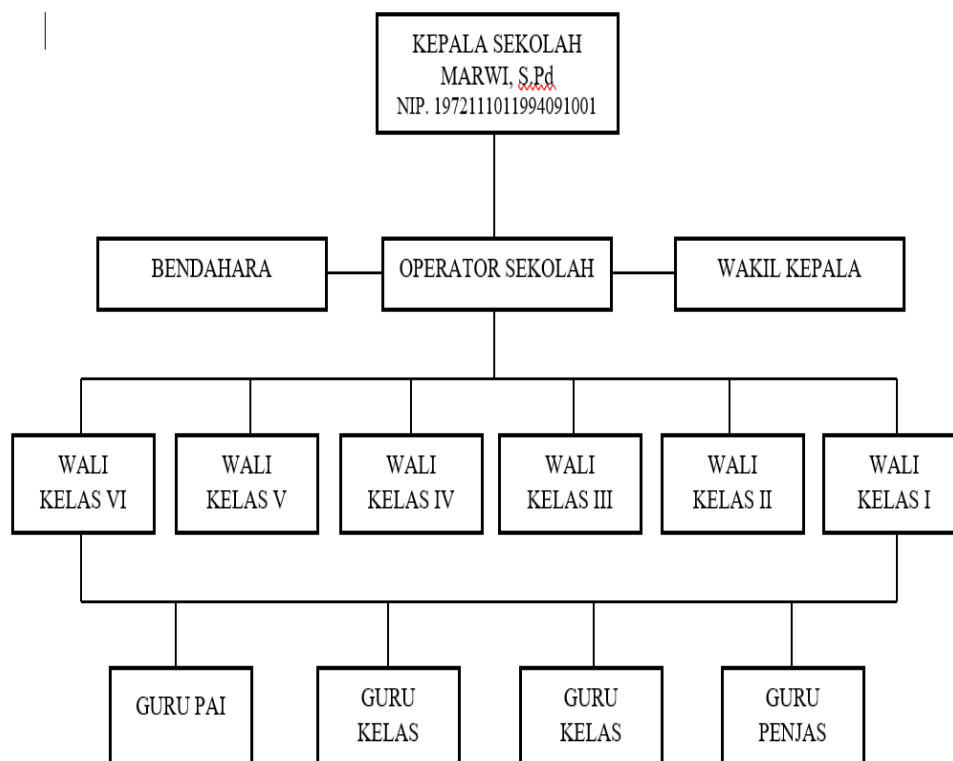 KEPALA SEKOLAH
MARWI, S.Pd
NIP. 1972111011994091001
BENDAHARA
OPERATOR SEKOLAH
WAKIL KEPALA
WALI
KELAS VI
WALI
KELAS V
WALI
KELAS IV
WALI
KELAS III
WALI
KELAS II
WALI
KELAS I
GURU PAI
GURU
KELAS
GURU
KELAS
GURU
PENJAS